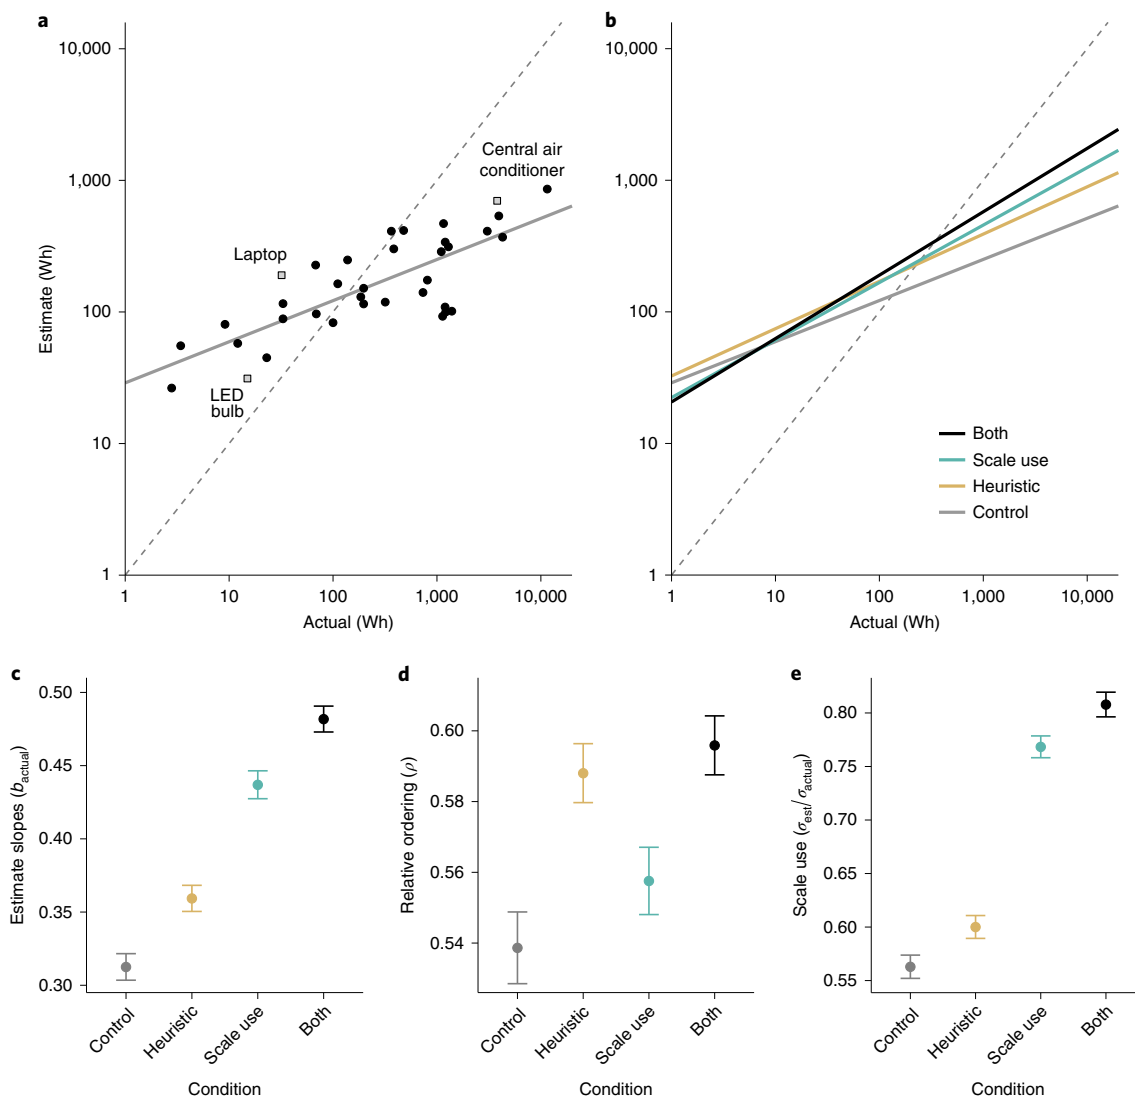 a
10,000
1,000
100
10
1
Estimate (Wh)
Central air
conditioner
Laptop
LED
bulb
1
10
100
1,000
10,000
Actual (Wh)
b
10,000
1,000
100
10
1
Both
Scale use
Heuristic
Control
1
10
100
1,000
10,000
Actual (Wh)
c
0.50
0.45
0.40
0.35
0.30
Estimate slopes (b_actual)
Control
Heuristic
Scale use
Both
Condition
d
0.60
0.58
0.56
0.54
Relative ordering (ρ)
Control
Heuristic
Scale use
Both
Condition
e
0.80
0.75
0.70
0.65
0.60
0.55
Scale use (σ_est/σ_actual)
Control
Heuristic
Scale use
Both
Condition